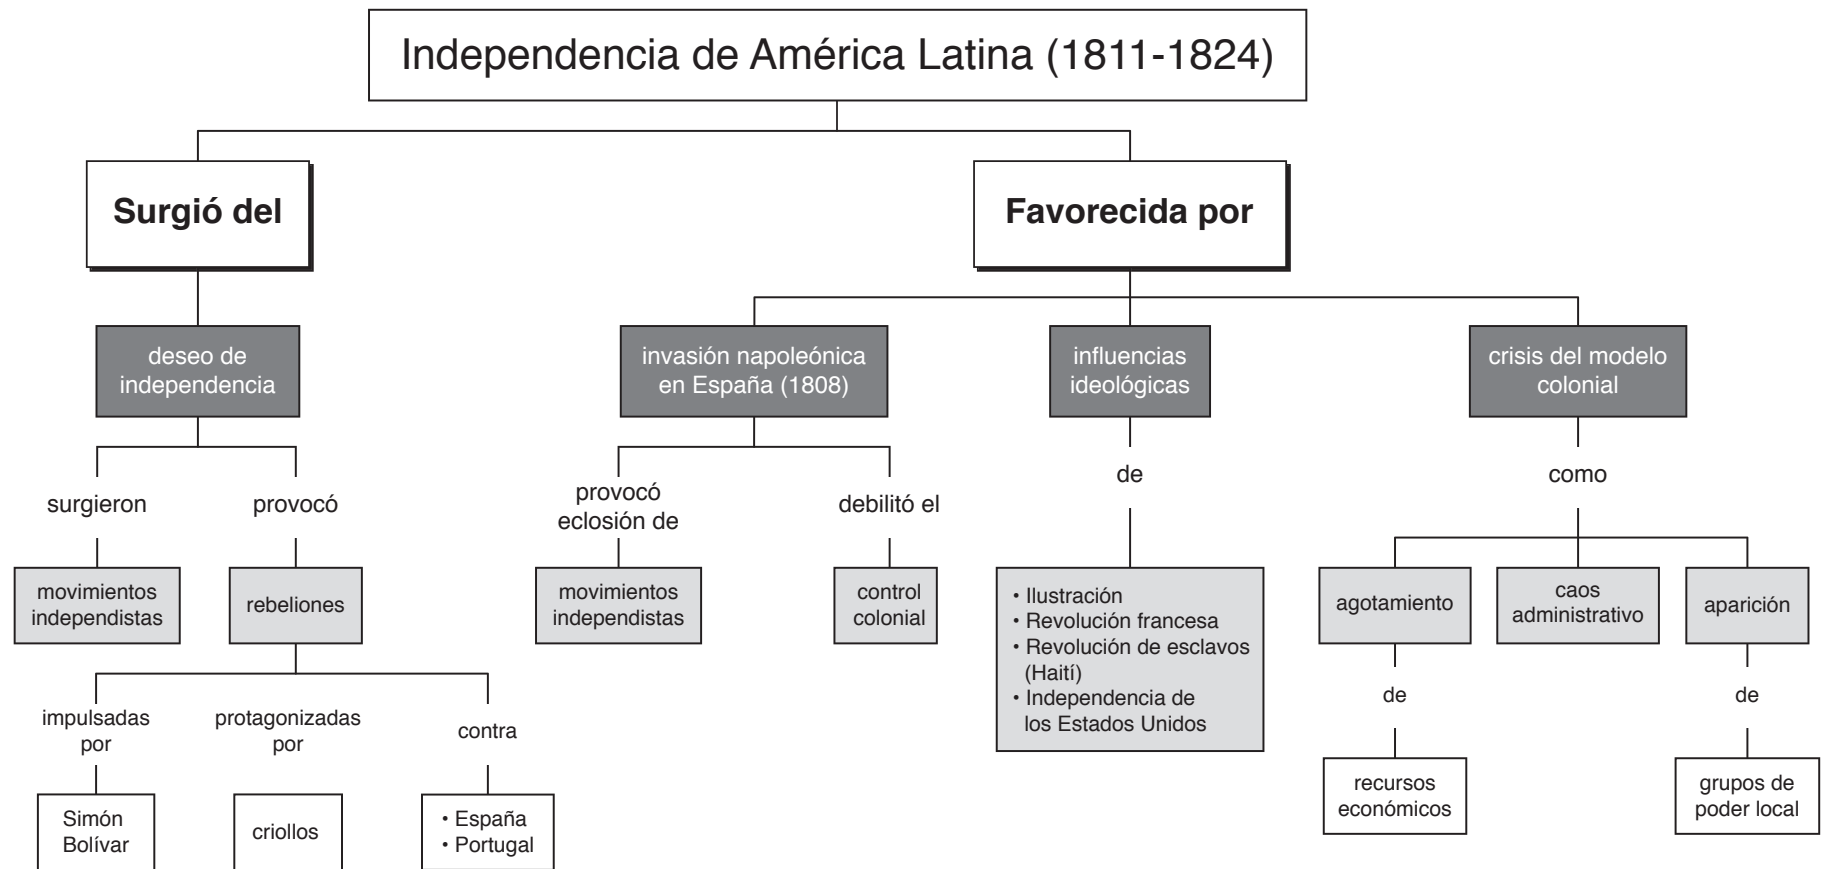 Independencia de América Latina (1811-1824)
Surgió del
Favorecida por
deseo de
independencia
invasión napoleónica
en España (1808)
influencias
ideológicas
crisis del modelo
colonial
surgieron
provocó
provocó
eclosión de
debilitó el
de
como
movimientos
independistas
rebeliones
movimientos
independistas
control
colonial
• Ilustración
• Revolución francesa
• Revolución de esclavos
(Haití)
• Independencia de
los Estados Unidos
agotamiento
caos
administrativo
aparición
impulsadas
por
protagonizadas
por
contra
de
de
Simón
Bolívar
criollos
• España
• Portugal
recursos
económicos
grupos de
poder local